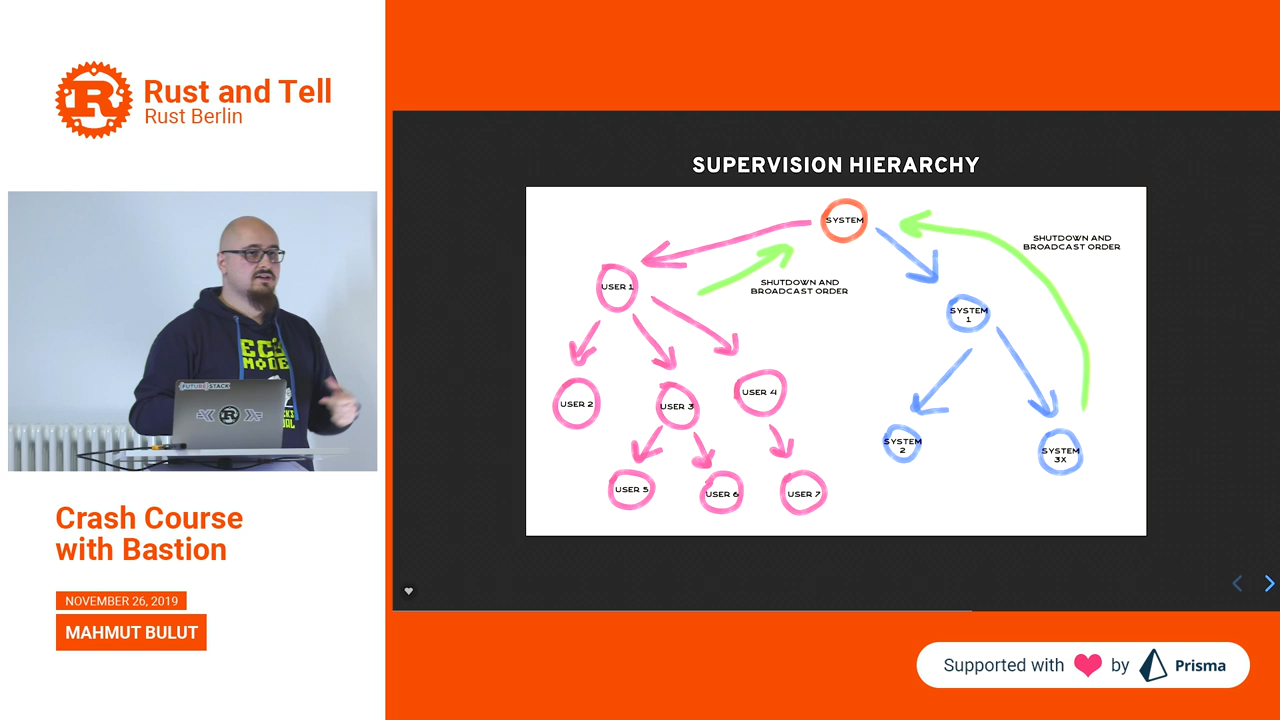 Rust and Tell
Rust Berlin
SUPERVISION HIERARCHY
SYSTEM
SHUTDOWN AND
BROADCAST ORDER
USER 1
SHUTDOWN AND
BROADCAST ORDER
SYSTEM
1
USER 2
USER 3
USER 4
SYSTEM
2
SYSTEM
3X
USER 5
USER 6
USER 7
FUTURE STACK
R
Crash Course
with Bastion
NOVEMBER 26, 2019
MAHMUT BULUT
Supported with
by
Prisma